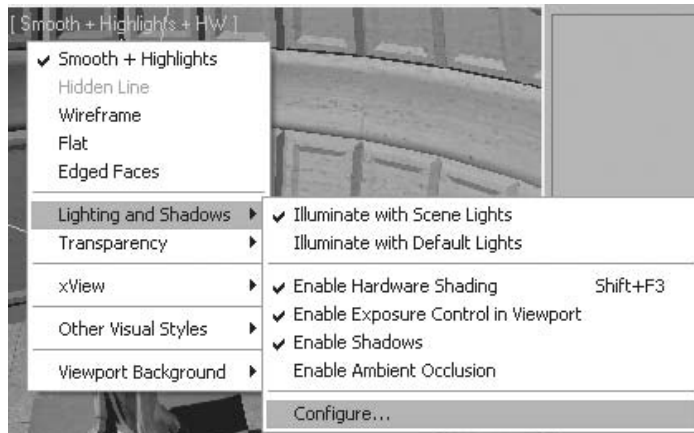 [ Smooth + Highlights + HW ]
Smooth + Highlights
Hidden Line
Wireframe
Flat
Edged Faces
Lighting and Shadows
Transparency
xView
Other Visual Styles
Viewport Background
Illuminate with Scene Lights
Illuminate with Default Lights
Enable Hardware Shading Shift+F3
Enable Exposure Control in Viewport
Enable Shadows
Enable Ambient Occlusion
Configure...